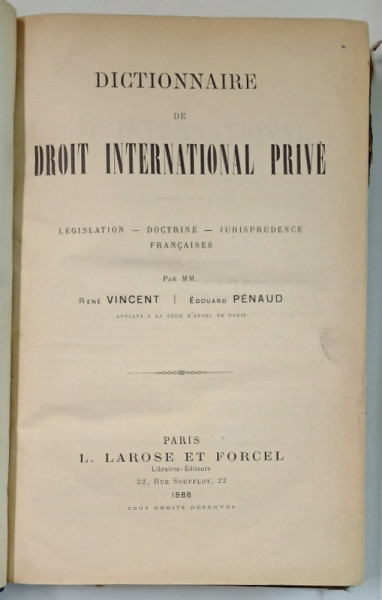 DICTIONNAIRE
DE
DROIT INTERNATIONAL PRIVÉ
LÉGISLATION — DOCTRINE — JURISPRUDENCE
FRANÇAISES
PAR MM.
RENÉ VINCENT | ÉDOUARD PÉNAUD
AVOCATS A LA COUR D'APPEL DE PARIS
PARIS
L. LAROSE ET FORCEL
Libraires-Éditeurs
22, RUE SOUFFLOT, 22
1888
TOUS DROITS RÉSERVÉS